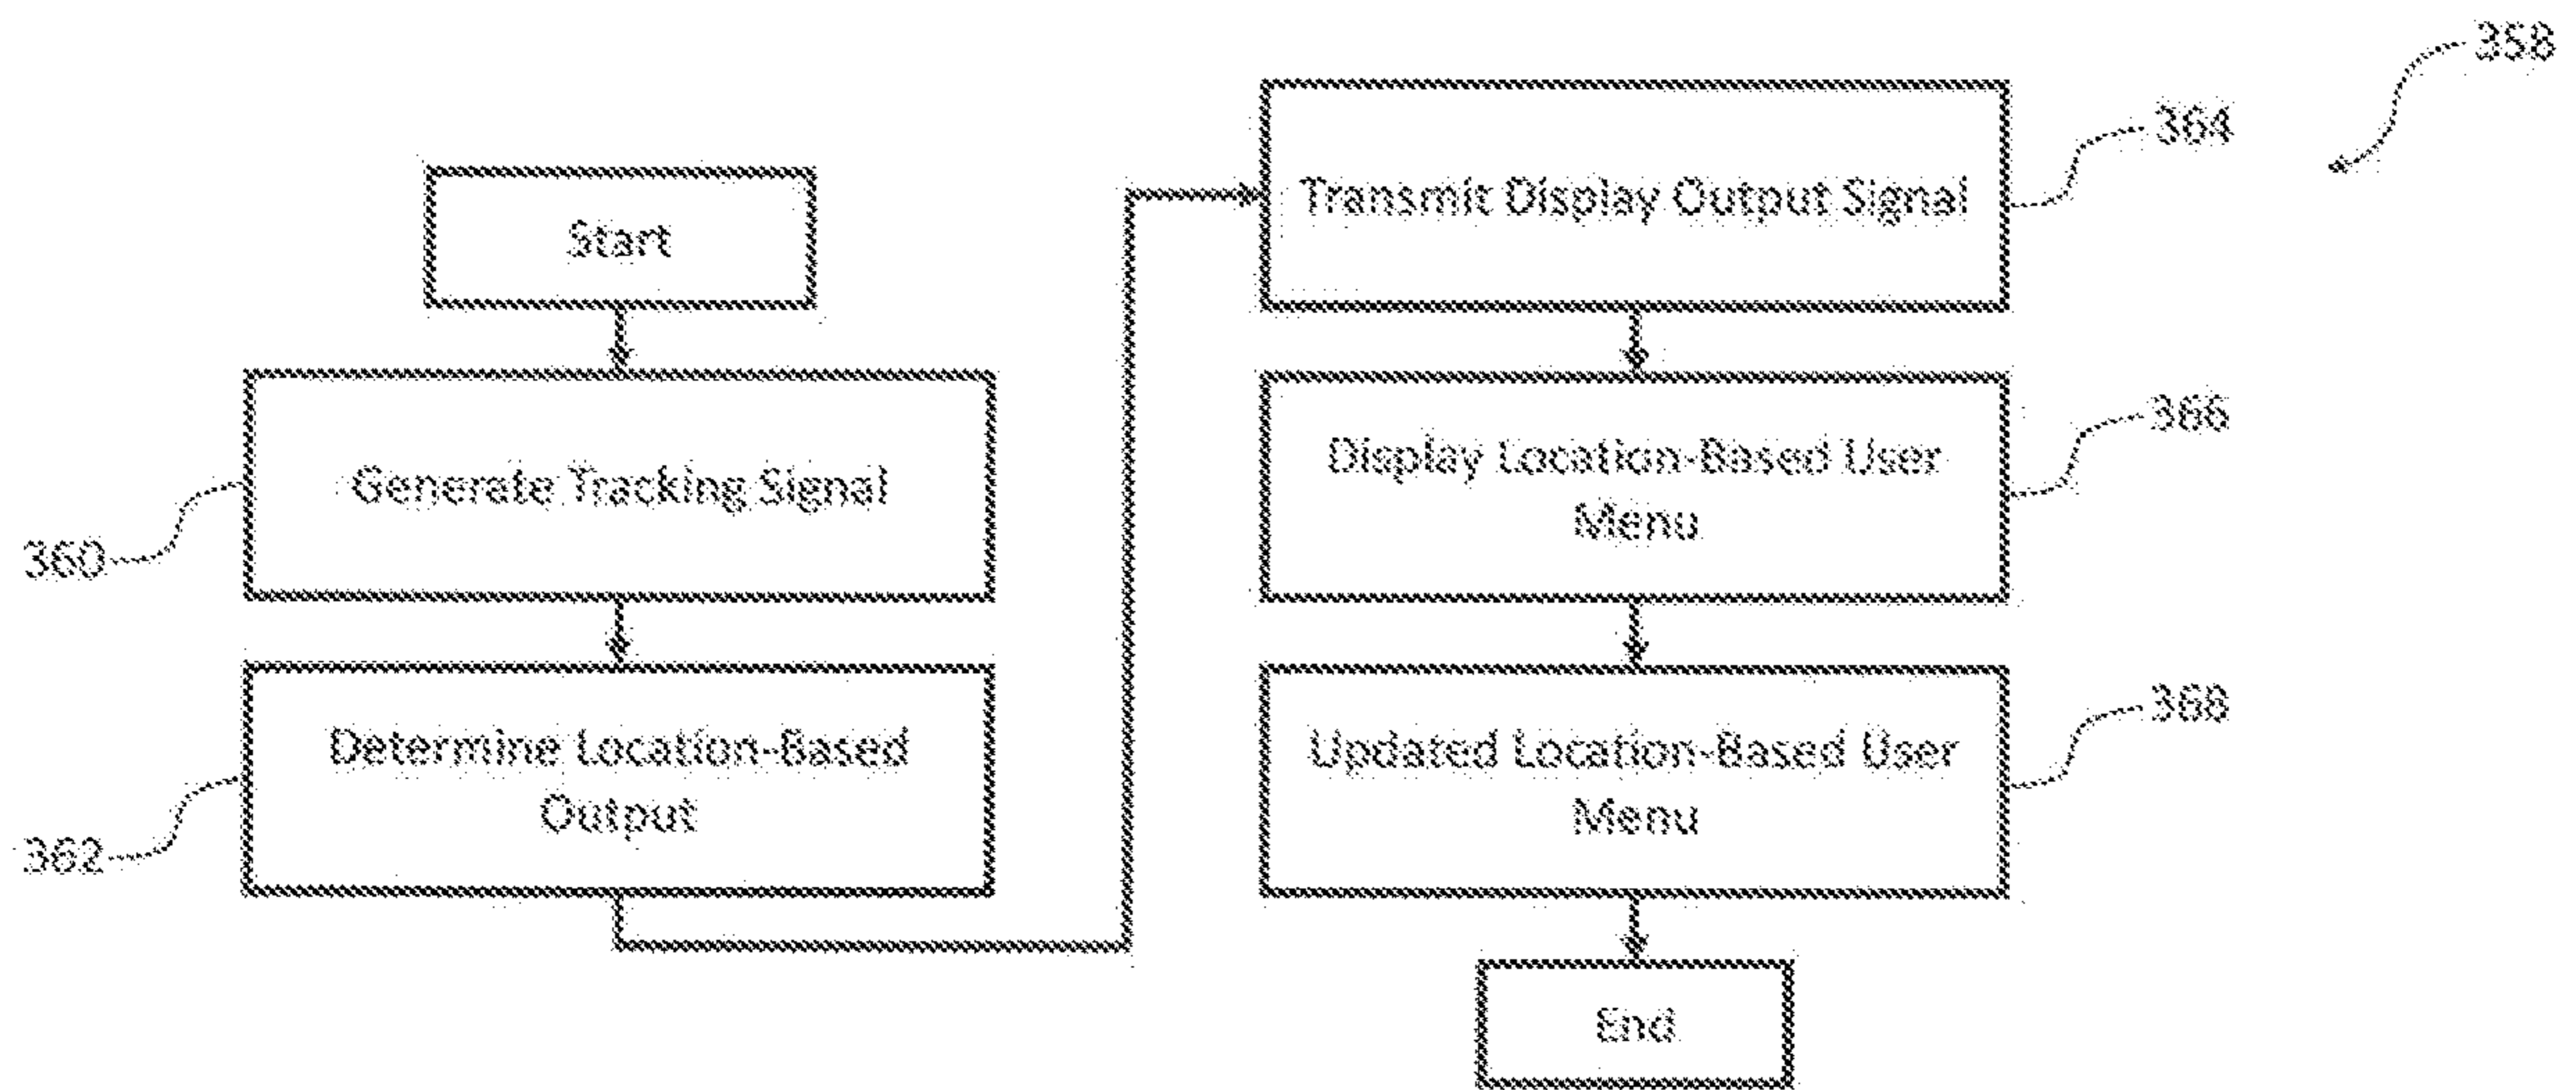 358
Start
Generate Tracking Signal
360
Determine Location-Based
Output
362
Transmit Display Output Signal
364
Display Location-Based User
Menu
366
Updated Location-Based User
Menu
368
End